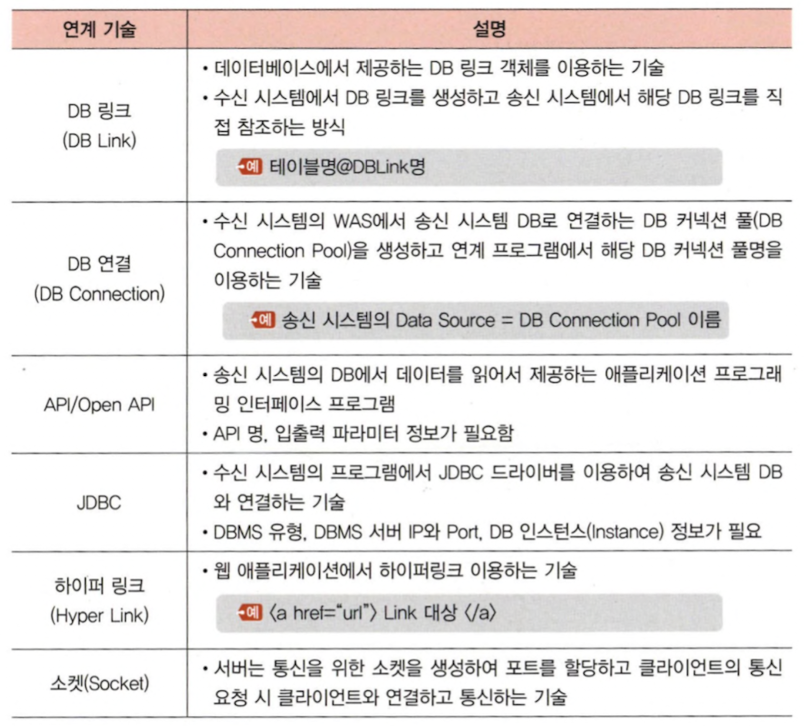 연계 기술
설명
DB 링크
(DB Link)
• 데이터베이스에서 제공하는 DB 링크 객체를 이용하는 기술
• 수신 시스템에서 DB 링크를 생성하고 송신 시스템에서 해당 DB 링크를 직
접 참조하는 방식
예 테이블명@DBLink명
DB 연결
(DB Connection)
• 수신 시스템의 WAS에서 송신 시스템 DB로 연결하는 DB 커넥션 풀(DB
Connection Pool)을 생성하고 연계 프로그램에서 해당 DB 커넥션 풀명을
이용하는 기술
예 송신 시스템의 Data Source = DB Connection Pool 이름
API/Open API
• 송신 시스템의 DB에서 데이터를 읽어서 제공하는 애플리케이션 프로그래
밍 인터페이스 프로그램
• API 명, 입출력 파라미터 정보가 필요함
JDBC
• 수신 시스템의 프로그램에서 JDBC 드라이버를 이용하여 송신 시스템 DB
와 연결하는 기술
• DBMS 유형, DBMS 서버 IP와 Port, DB 인스턴스(Instance) 정보가 필요
하이퍼 링크
(Hyper Link)
• 웹 애플리케이션에서 하이퍼링크 이용하는 기술
예 〈a href=“url”〉 Link 대상 〈/a〉
소켓(Socket)
• 서버는 통신을 위한 소켓을 생성하여 포트를 할당하고 클라이언트의 통신
요청 시 클라이언트와 연결하고 통신하는 기술